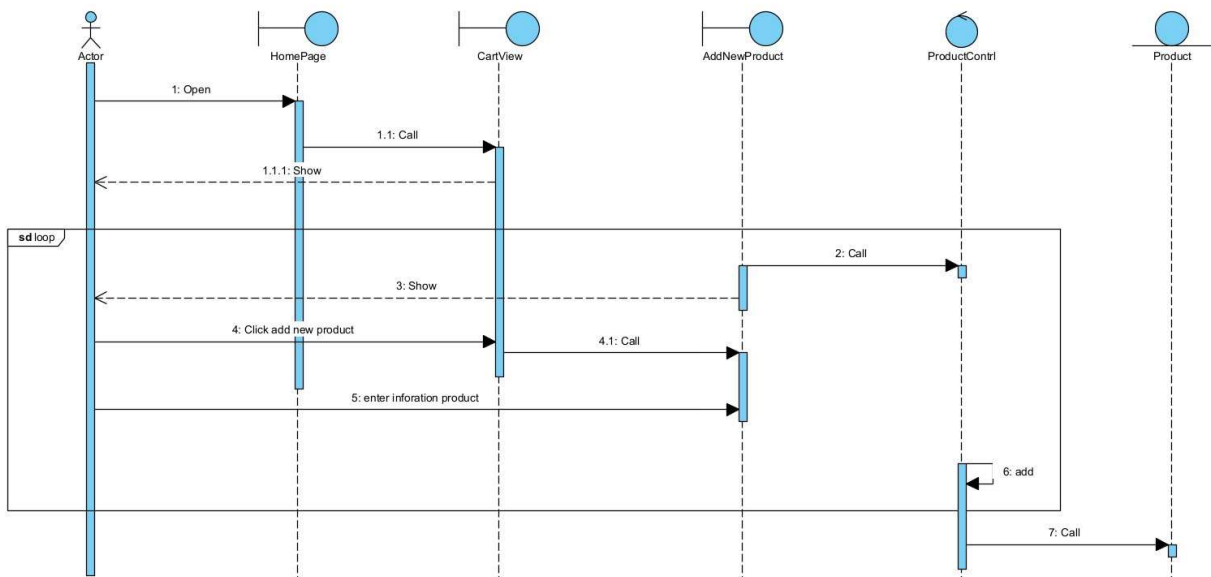 Actor
HomePage
CartView
AddNewProduct
ProductContrl
Product
1: Open
1.1: Call
1.1.1: Show
sd loop
2: Call
3: Show
4: Click add new product
4.1: Call
5: enter inforation product
6: add
7: Call